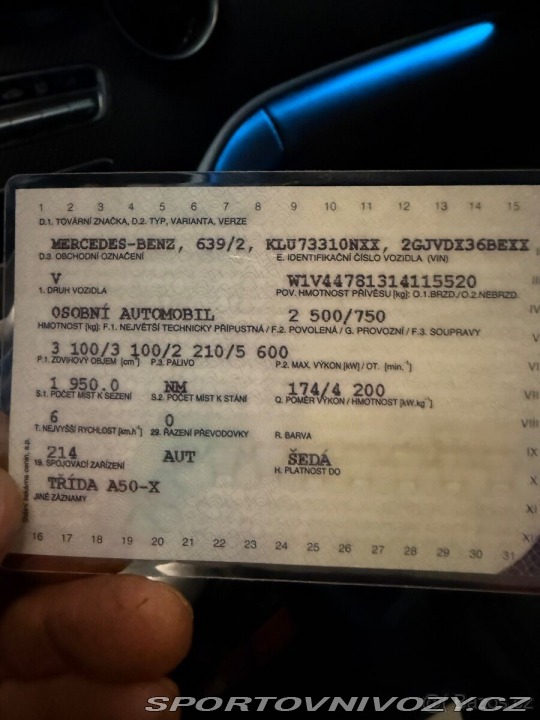 1 2 3 4 5 6 7 8 9 10 11 12 13 14 15
D.1. TOVÁRNÍ ZNAČKA, D.2. TYP, VARIANTA, VERZE
MERCEDES-BENZ, 639/2, KLU73310NXX, 2GJVDX36BEXX
D.3. OBCHODNÍ OZNAČENÍ E. IDENTIFIKAČNÍ ČÍSLO VOZIDLA (VIN)
V W1V44781314115520
1. DRUH VOZIDLA POV. HMOTNOST PŘÍVĚSU [kg]: O.1.BRZD./O.2.NEBRZD.
OSOBNÍ AUTOMOBIL 2 500/750 IV
HMOTNOST [kg]: F.1. NEJVĚTŠÍ TECHNICKY PŘÍPUSTNÁ / F.2. POVOLENÁ / G. PROVOZNÍ / F.3. SOUPRAVY
3 100/3 100/2 210/5 600 VI
P.1. ZDVIHOVÝ OBJEM [cm³] P.3. PALIVO P.2. MAX. VÝKON [kW] / OT. [min.⁻¹]
1 950.0 NM 174/4 200 VII
S.1. POČET MÍST K SEZENÍ S.2. POČET MÍST K STÁNÍ Q. POMĚR VÝKON / HMOTNOST [kW.kg⁻¹]
6 0 VIII
T. NEJVYŠŠÍ RYCHLOST [km.h⁻¹] 29. ŘAZENÍ PŘEVODOVKY R. BARVA
214 AUT ŠEDÁ IX
19. SPOJOVACÍ ZAŘÍZENÍ H. PLATNOST DO
TŘÍDA A50-X X
JINÉ ZÁZNAMY
XI
16 17 18 19 20 21 22 23 24 25 26 27 28 29 30 31
SPORTOVNIVOZY.CZ